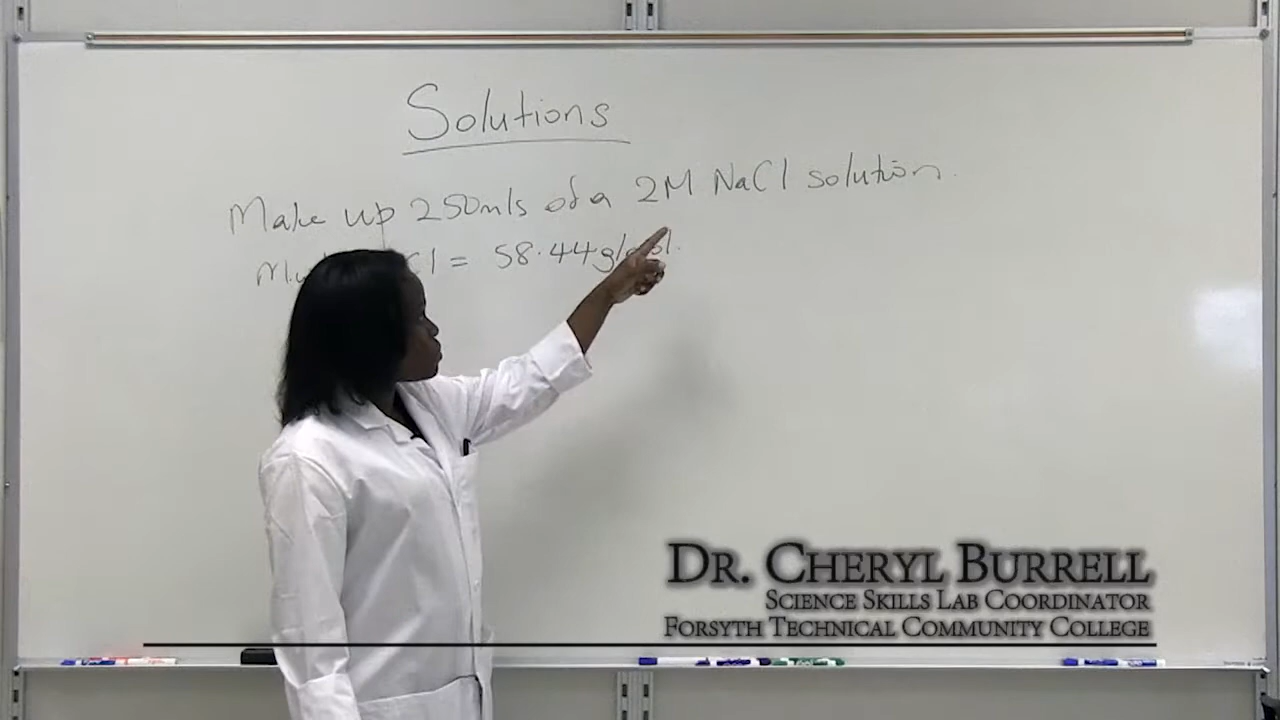 Solutions
Make up 250mls of a 2M NaCl solution.
= 58.44g/
DR. CHERYL BURRELL
SCIENCE SKILLS LAB COORDINATOR
FORSYTH TECHNICAL COMMUNITY COLLEGE